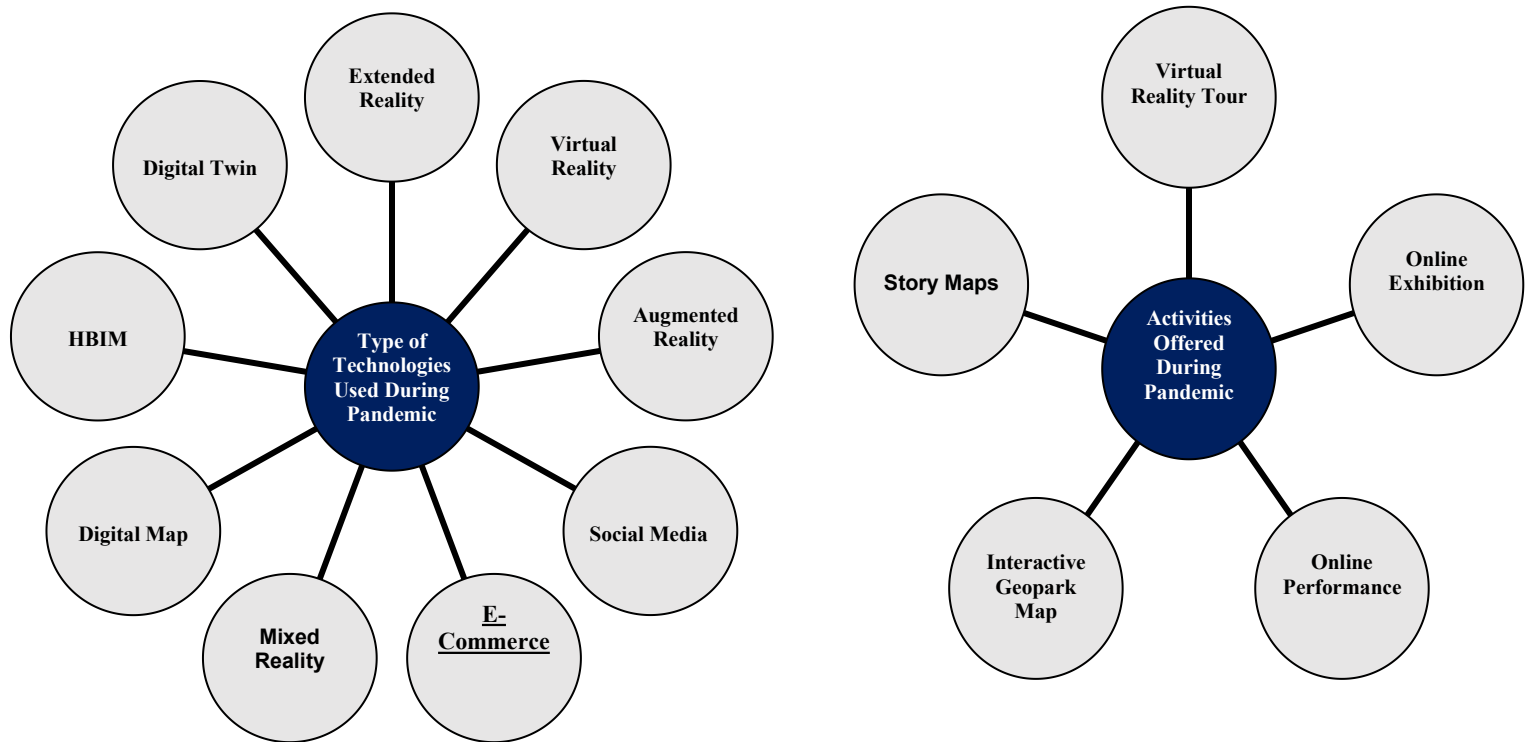 Extended
Reality
Virtual
Reality
Augmented
Reality
Social Media
E-
Commerce
Mixed
Reality
Digital Map
HBIM
Digital Twin
Type of
Technologies
Used During
Pandemic
Virtual
Reality Tour
Online
Exhibition
Online
Performance
Interactive
Geopark
Map
Story Maps
Activities
Offered
During
Pandemic